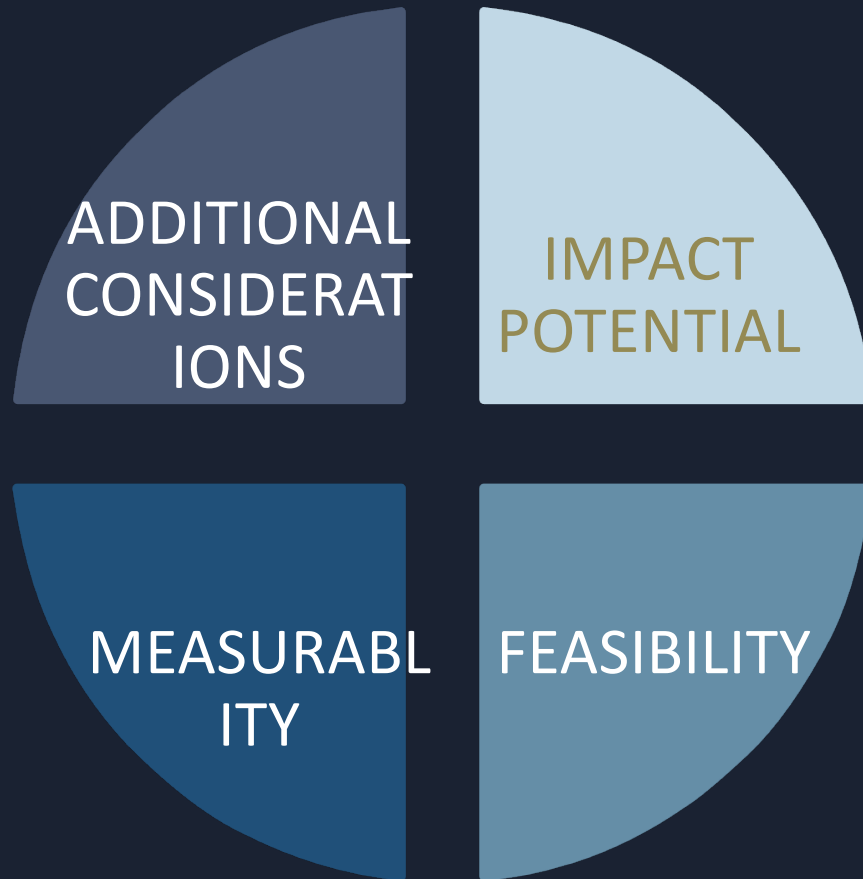 ADDITIONAL
CONSIDERAT
IONS
IMPACT
POTENTIAL
MEASURABL
ITY
FEASIBILITY